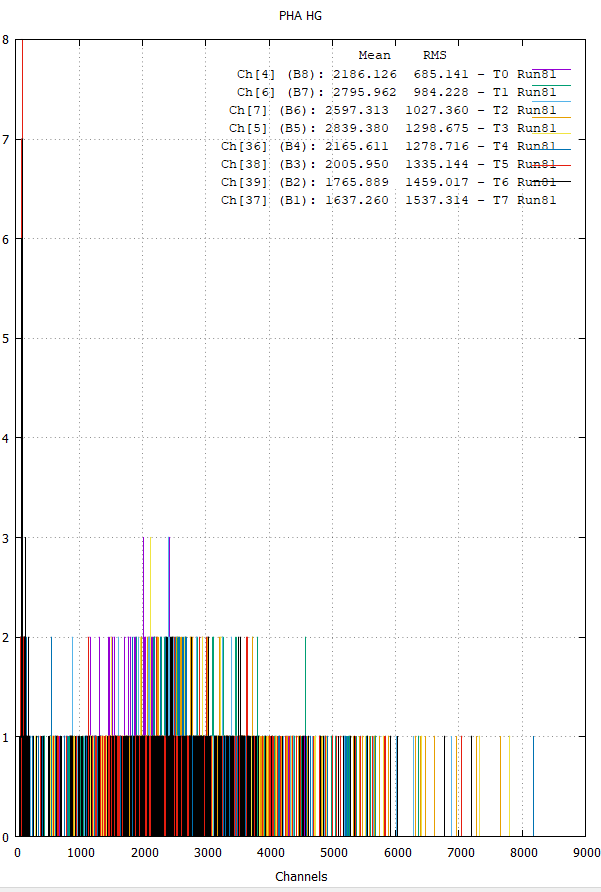 PHA HG
Mean RMS
Ch[4] (B8): 2186.126 685.141 - T0 Run81
Ch[6] (B7): 2795.962 984.228 - T1 Run81
Ch[7] (B6): 2597.313 1027.360 - T2 Run81
Ch[5] (B5): 2839.380 1298.675 - T3 Run81
Ch[36] (B4): 2165.611 1278.716 - T4 Run81
Ch[38] (B3): 2005.950 1335.144 - T5 Run81
Ch[39] (B2): 1765.889 1459.017 - T6 Run81
Ch[37] (B1): 1637.260 1537.314 - T7 Run81
8
7
6
5
4
3
2
1
0
0 1000 2000 3000 4000 5000 6000 7000 8000 9000
Channels